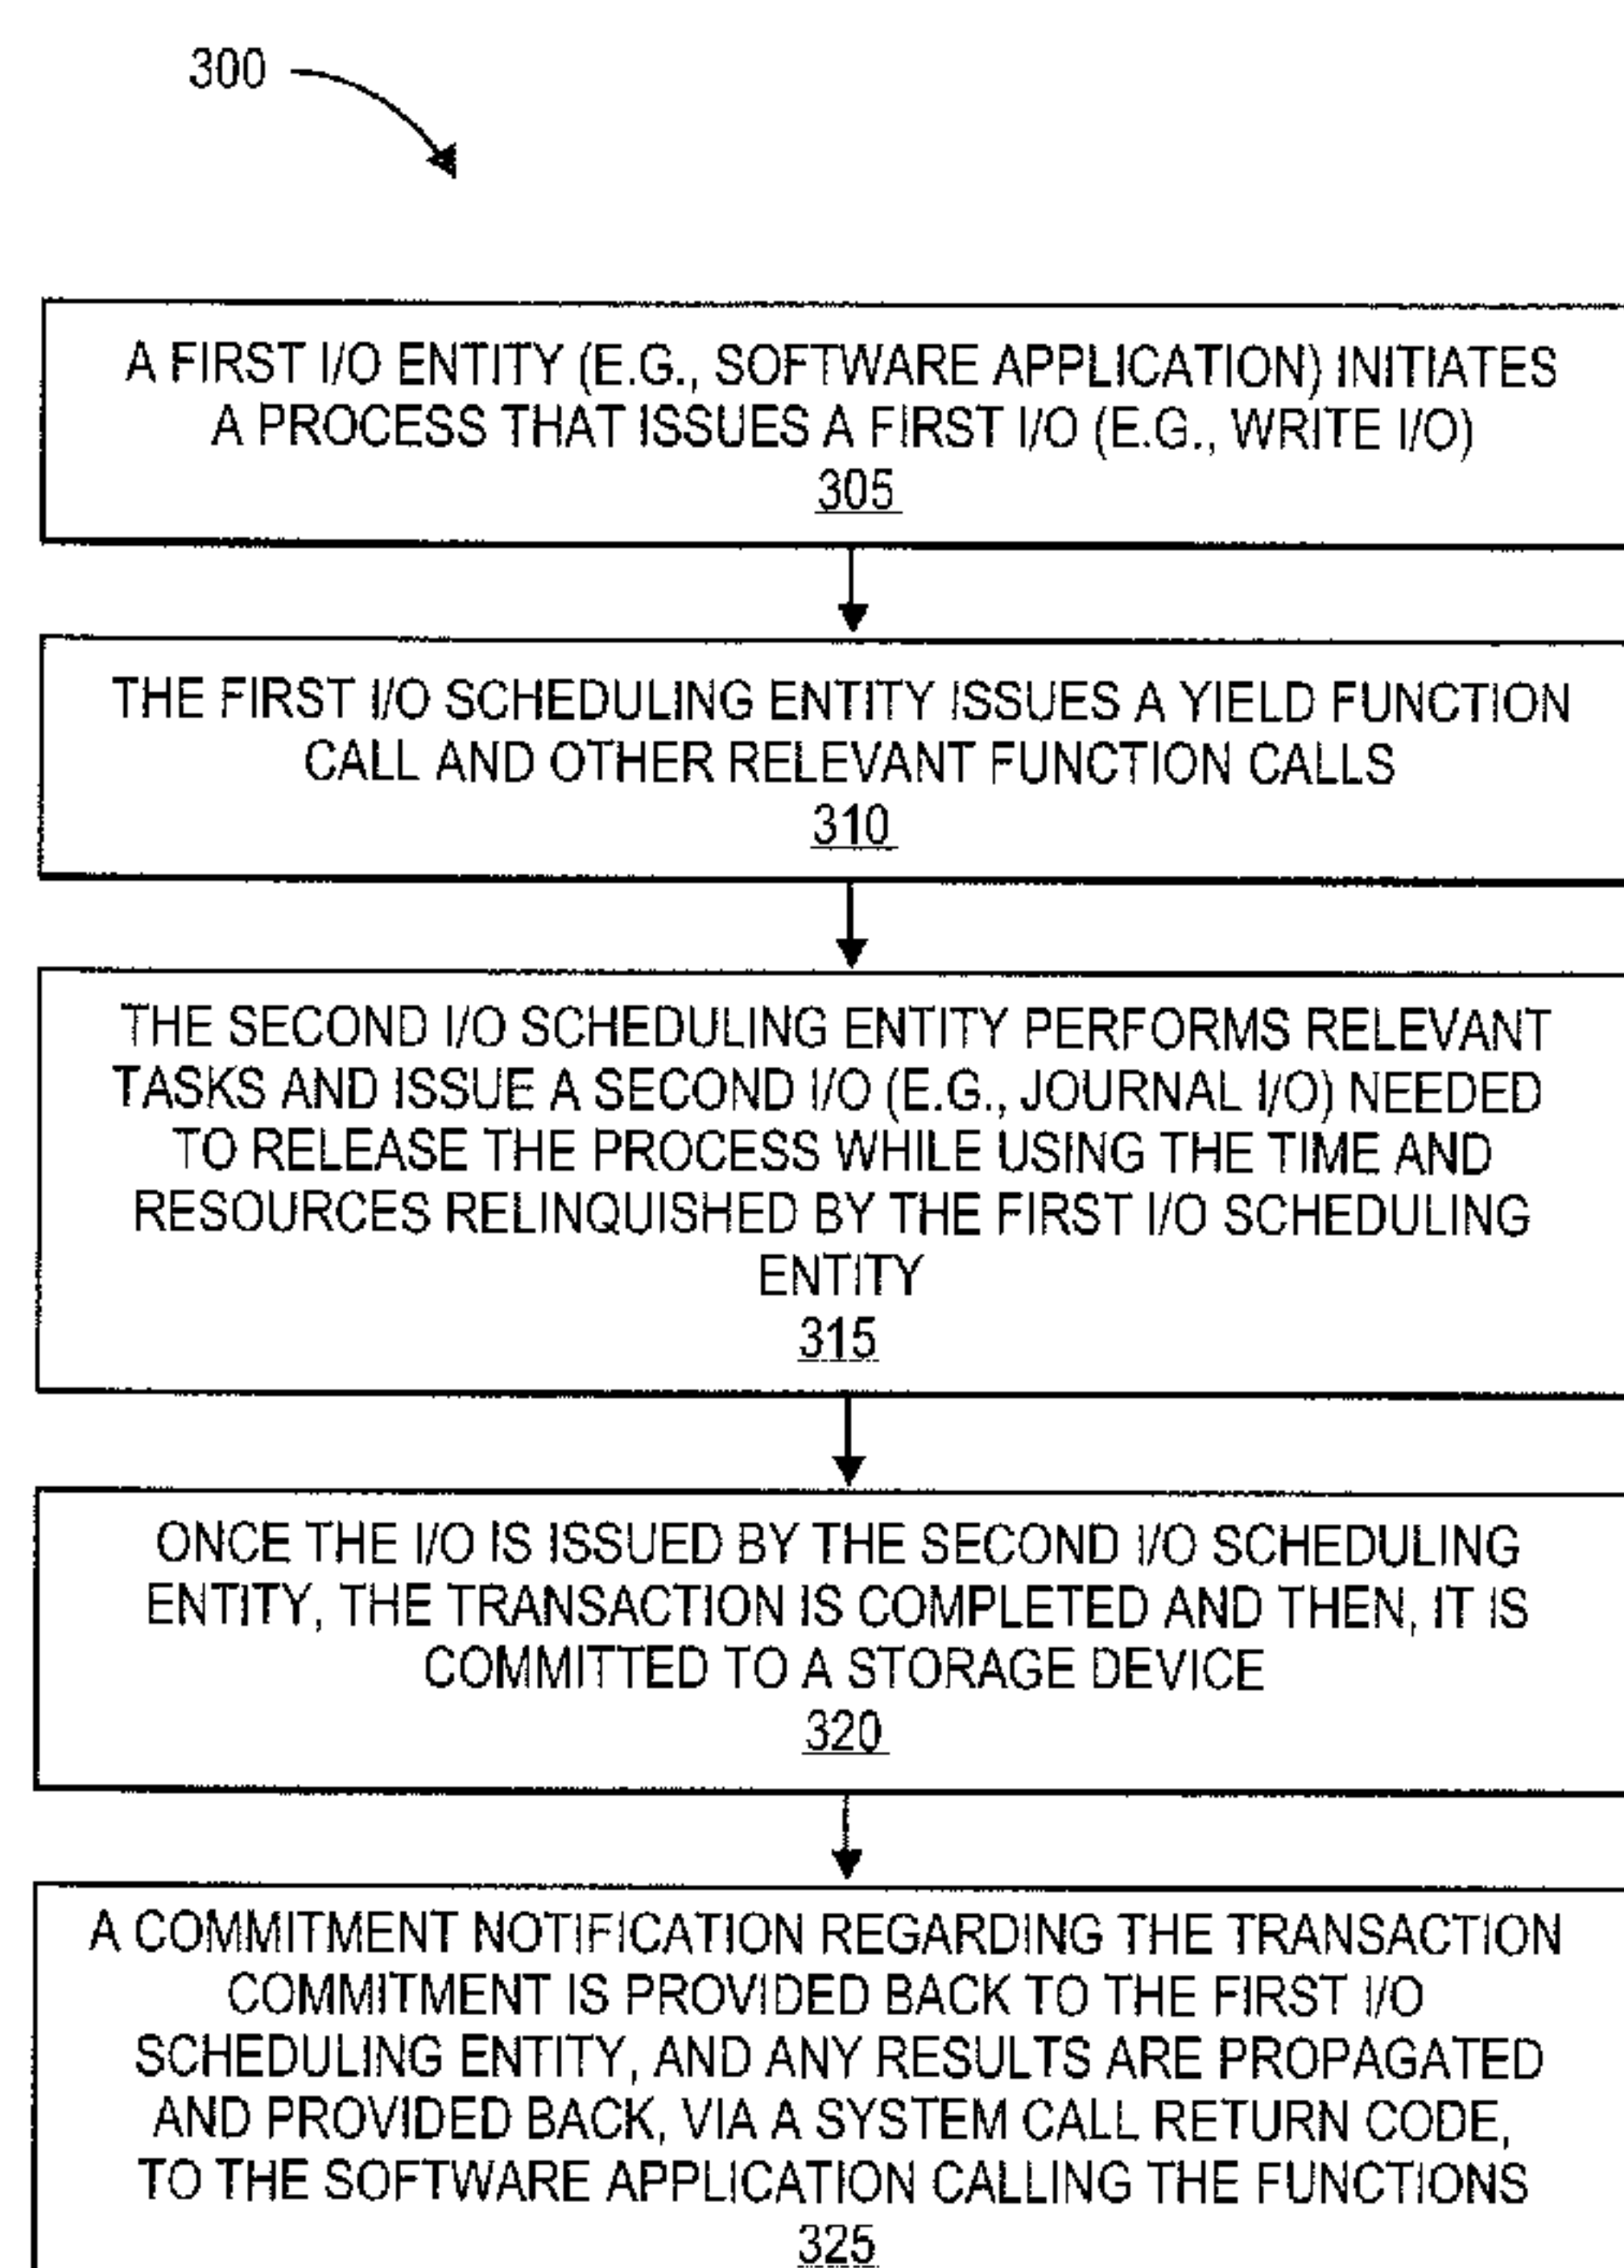 300
A FIRST I/O ENTITY (E.G., SOFTWARE APPLICATION) INITIATES
A PROCESS THAT ISSUES A FIRST I/O (E.G., WRITE I/O)
305
THE FIRST I/O SCHEDULING ENTITY ISSUES A YIELD FUNCTION
CALL AND OTHER RELEVANT FUNCTION CALLS
310
THE SECOND I/O SCHEDULING ENTITY PERFORMS RELEVANT
TASKS AND ISSUE A SECOND I/O (E.G., JOURNAL I/O) NEEDED
TO RELEASE THE PROCESS WHILE USING THE TIME AND
RESOURCES RELINQUISHED BY THE FIRST I/O SCHEDULING
ENTITY
315
ONCE THE I/O IS ISSUED BY THE SECOND I/O SCHEDULING
ENTITY, THE TRANSACTION IS COMPLETED AND THEN, IT IS
COMMITTED TO A STORAGE DEVICE
320
A COMMITMENT NOTIFICATION REGARDING THE TRANSACTION
COMMITMENT IS PROVIDED BACK TO THE FIRST I/O
SCHEDULING ENTITY, AND ANY RESULTS ARE PROPAGATED
AND PROVIDED BACK, VIA A SYSTEM CALL RETURN CODE,
TO THE SOFTWARE APPLICATION CALLING THE FUNCTIONS
325